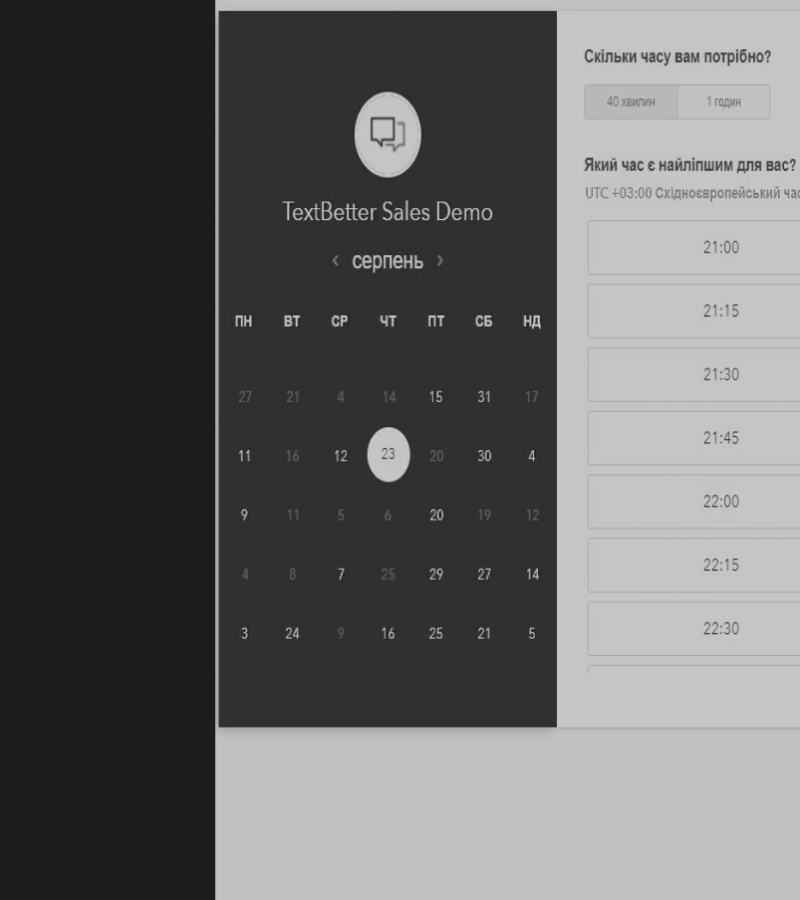 TextBetter Sales Demo
‹ серпень ›
ПН ВТ СР ЧТ ПТ СБ НД
27 21 4 14 15 31 17
11 16 12 23 20 30 4
9 11 5 6 20 19 12
4 8 7 25 29 27 14
3 24 9 16 25 21 5
Скільки часу вам потрібно?
40 хвилин 1 годин
Який час є найліпшим для вас?
UTC +03:00 Східноєвропейський час
21:00
21:15
21:30
21:45
22:00
22:15
22:30